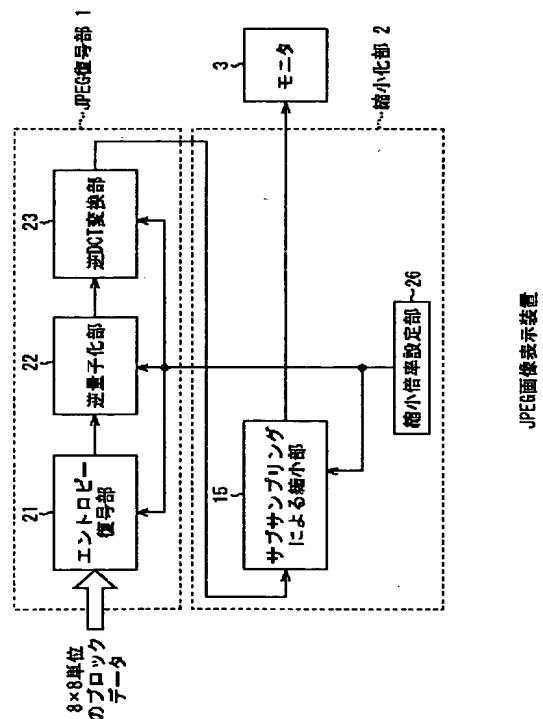 JPEG復号部 1
8×8単位
のブロック
データ
21
エントロピー
復号部
22
逆量子化部
23
逆DCT変換部
15
サブサンプリング
による縮小部
3
モニタ
縮小化部 2
縮小倍率設定部
26
JPEG画像表示装置